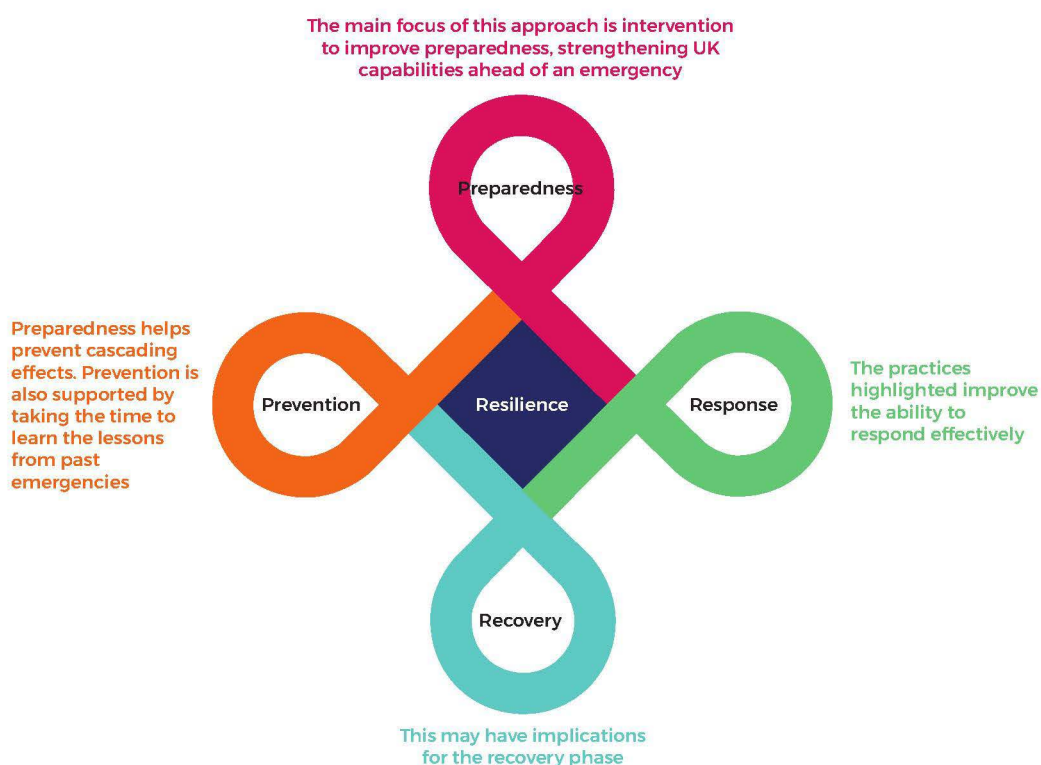 The main focus of this approach is intervention
to improve preparedness, strengthening UK
capabilities ahead of an emergency
Preparedness
Preparedness helps
prevent cascading
effects. Prevention is
also supported by
taking the time to
learn the lessons
from past
emergencies
Prevention
Resilience
Response
The practices
highlighted improve
the ability to
respond effectively
Recovery
This may have implications
for the recovery phase